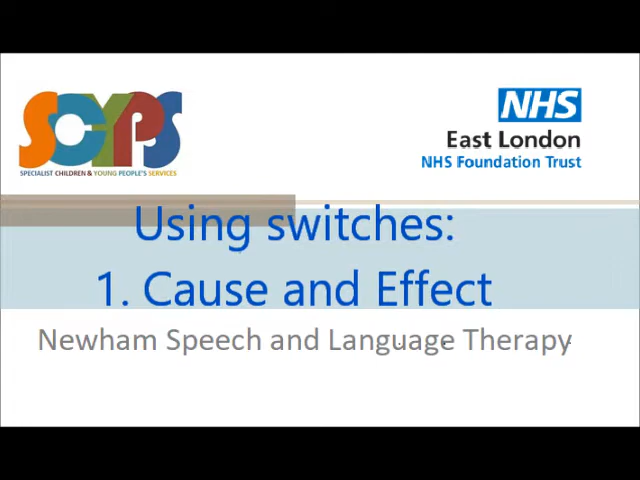 SCYPS
SPECIALIST CHILDREN & YOUNG PEOPLE'S SERVICES
NHS
East London
NHS Foundation Trust
Using switches:
1. Cause and Effect
Newham Speech and Language Therapy